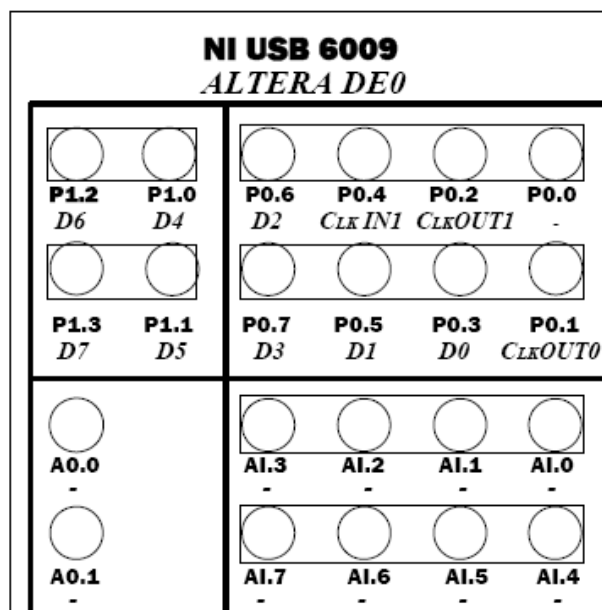 NI USB 6009
ALTERA DE0
P1.2 P1.0 P0.6 P0.4 P0.2 P0.0
D6 D4 D2 CLK IN1 CLKOUT1 -
P1.3 P1.1 P0.7 P0.5 P0.3 P0.1
D7 D5 D3 D1 D0 CLKOUT0
A0.0 AI.3 AI.2 AI.1 AI.0
- - - - -
A0.1 AI.7 AI.6 AI.5 AI.4
- - - - -